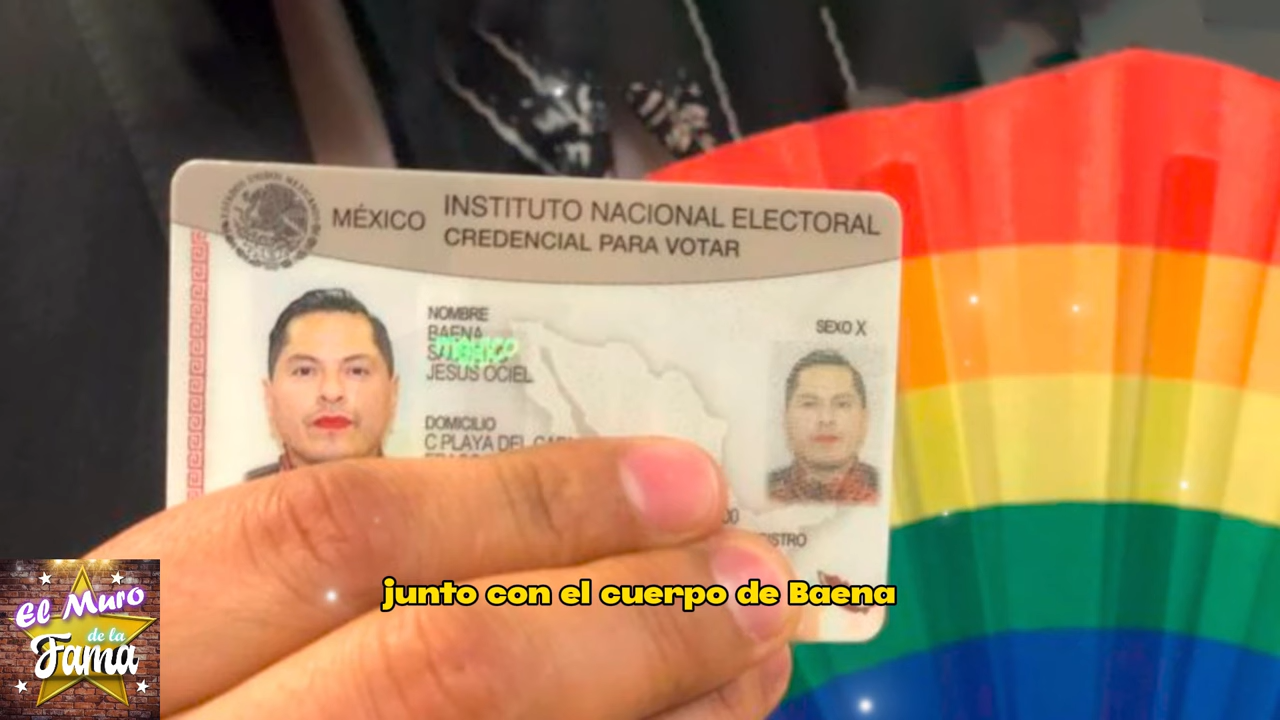 MÉXICO
INSTITUTO NACIONAL ELECTORAL
CREDENCIAL PARA VOTAR
NOMBRE
BAENA
JESUS OCIEL
SEXO X
DOMICILIO
C PLAYA DEL
junto con el cuerpo de Baena
El Muro
de la
Fama